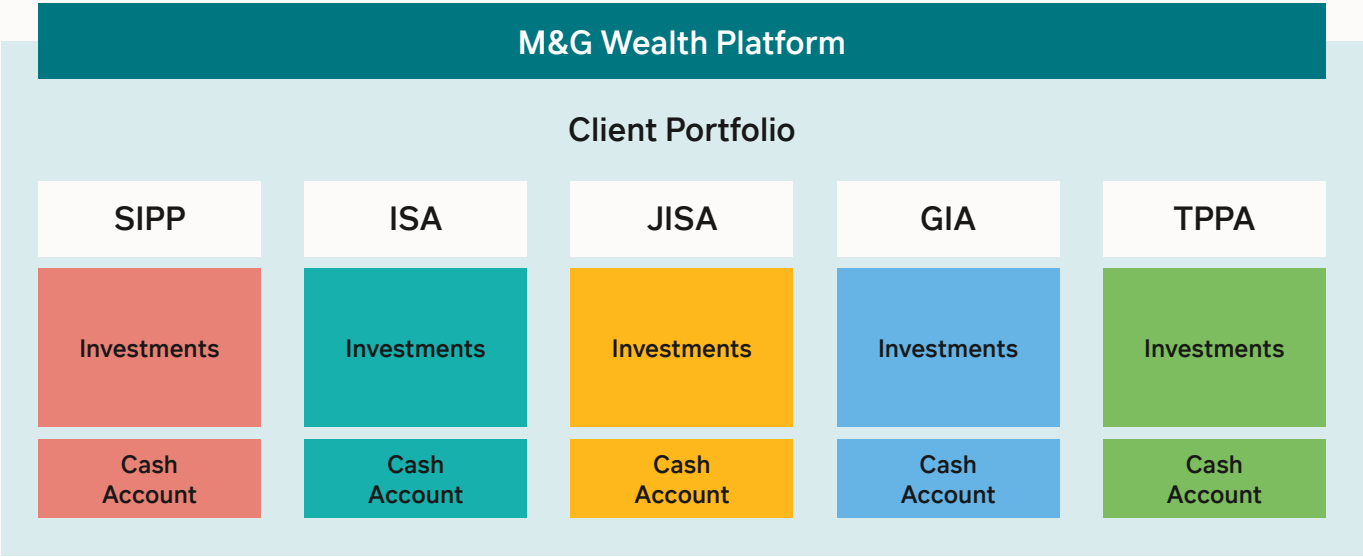 M&G Wealth Platform
Client Portfolio
SIPP
ISA
JISA
GIA
TPPA
Investments
Investments
Investments
Investments
Investments
Cash
Account
Cash
Account
Cash
Account
Cash
Account
Cash
Account